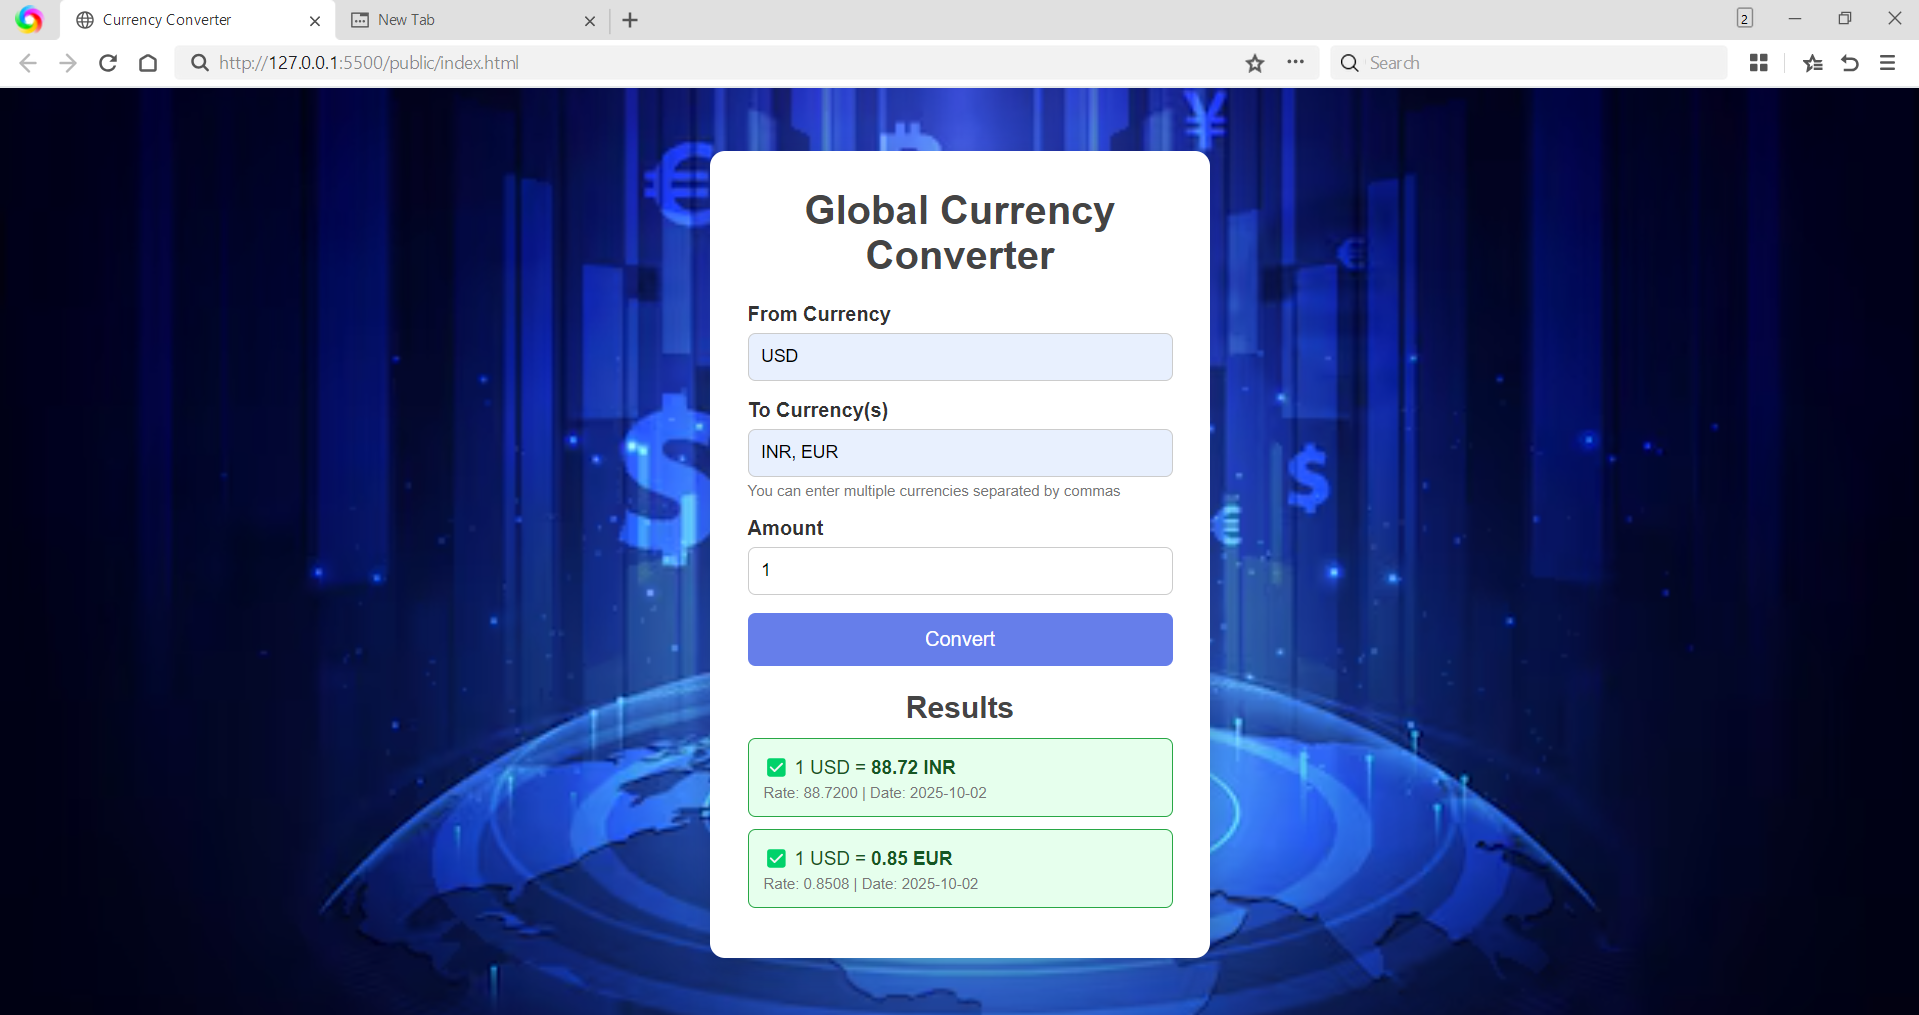 Currency Converter
New Tab
2
http://127.0.0.1:5500/public/index.html
Search
Global Currency
Converter
From Currency
USD
To Currency(s)
INR, EUR
You can enter multiple currencies separated by commas
Amount
1
Convert
Results
1 USD = 88.72 INR
Rate: 88.7200 | Date: 2025-10-02
1 USD = 0.85 EUR
Rate: 0.8508 | Date: 2025-10-02